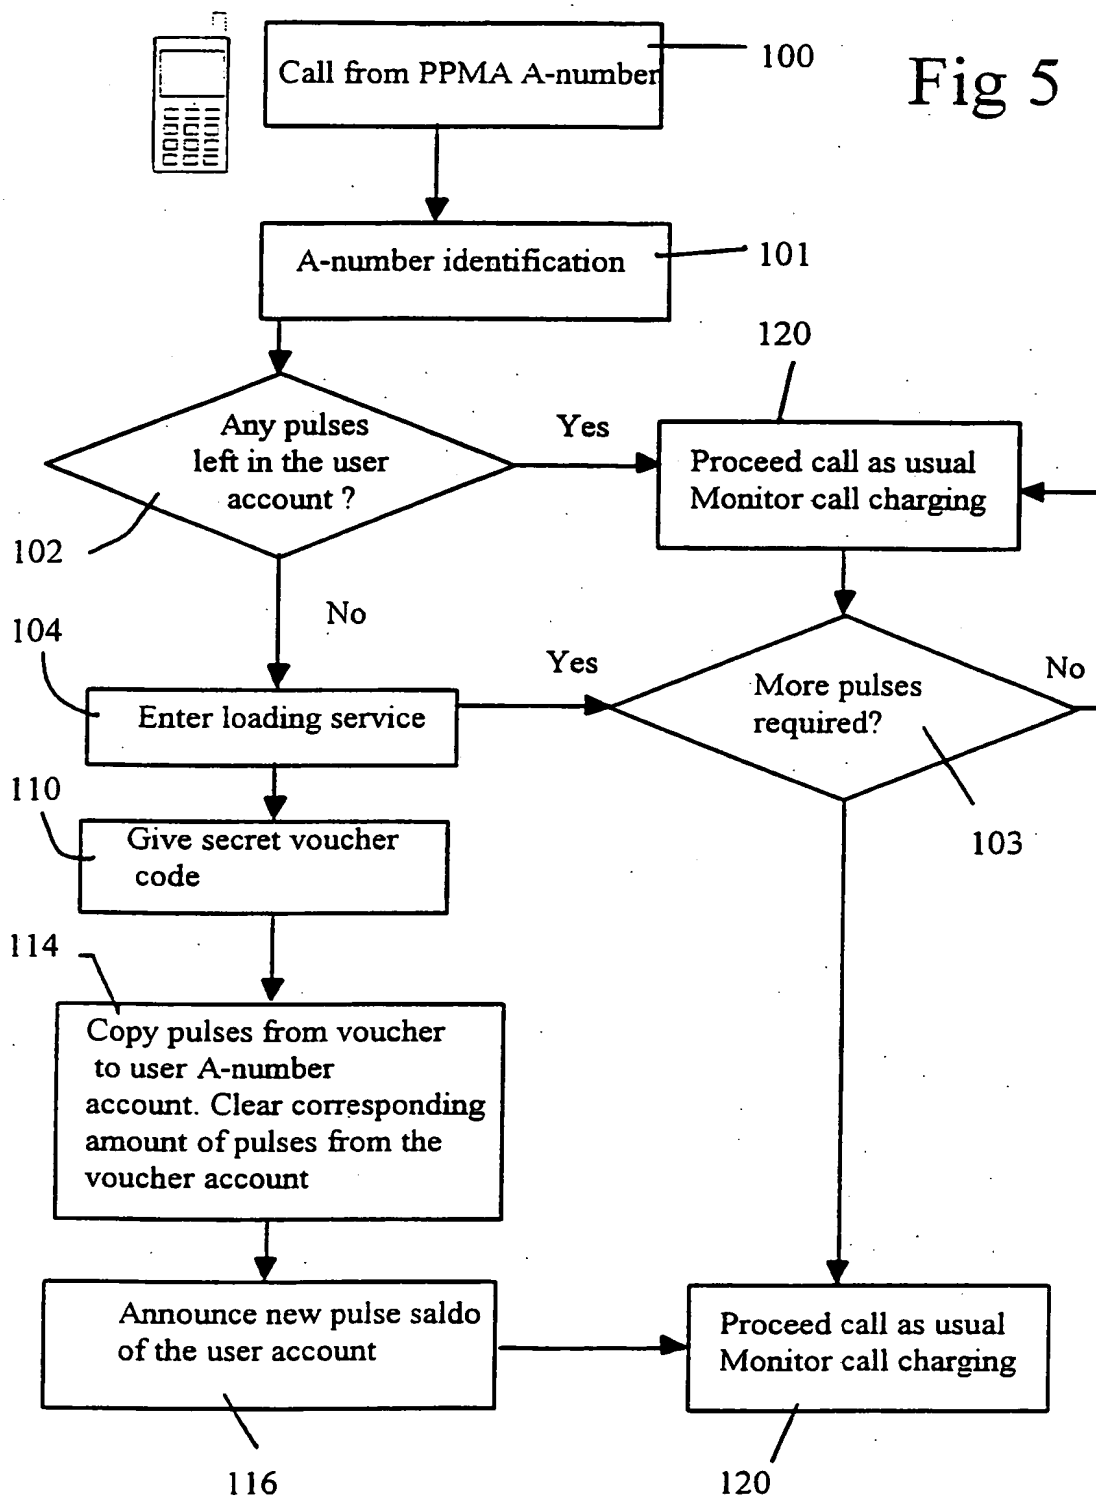 Fig 5
Call from PPMA A-number
100
A-number identification
101
120
Any pulses
left in the user
account ?
Yes
Proceed call as usual
Monitor call charging
102
No
104
Enter loading service
Yes
More pulses
required?
No
103
110
Give secret voucher
code
114
Copy pulses from voucher
to user A-number
account. Clear corresponding
amount of pulses from the
voucher account
Announce new pulse saldo
of the user account
Proceed call as usual
Monitor call charging
116
120